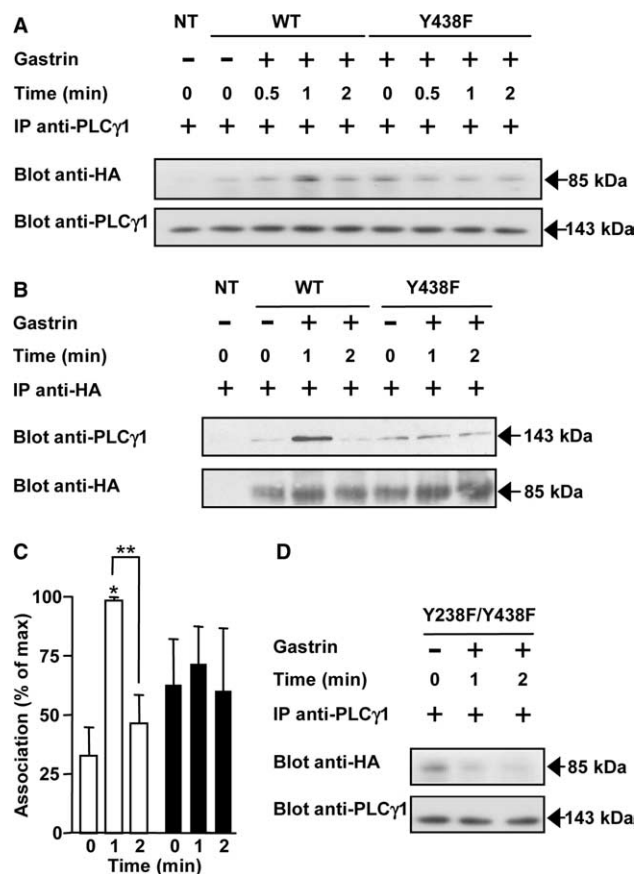 A
NT WT Y438F
Gastrin − − + + + + + + +
Time (min) 0 0 0.5 1 2 0 0.5 1 2
IP anti-PLCγ1 + + + + + + + + +
Blot anti-HA 85 kDa
Blot anti-PLCγ1 143 kDa
B
NT WT Y438F
Gastrin − − + + − + +
Time (min) 0 0 1 2 0 1 2
IP anti-HA + + + + + + +
Blot anti-PLCγ1 143 kDa
Blot anti-HA 85 kDa
C
Association (% of max)
100
75
50
25
0
*
**
0 1 2 0 1 2
Time (min)
D
Y238F/Y438F
Gastrin − + +
Time (min) 0 1 2
IP anti-PLCγ1 + + +
Blot anti-HA 85 kDa
Blot anti-PLCγ1 143 kDa